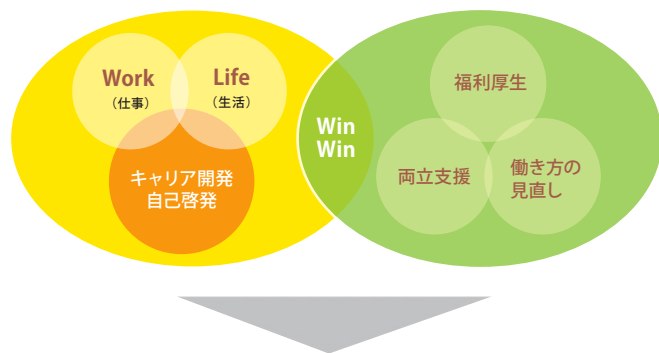 Work
（仕事）
Life
（生活）
キャリア開発
自己啓発
Win
Win
福利厚生
両立支援
働き方の
見直し